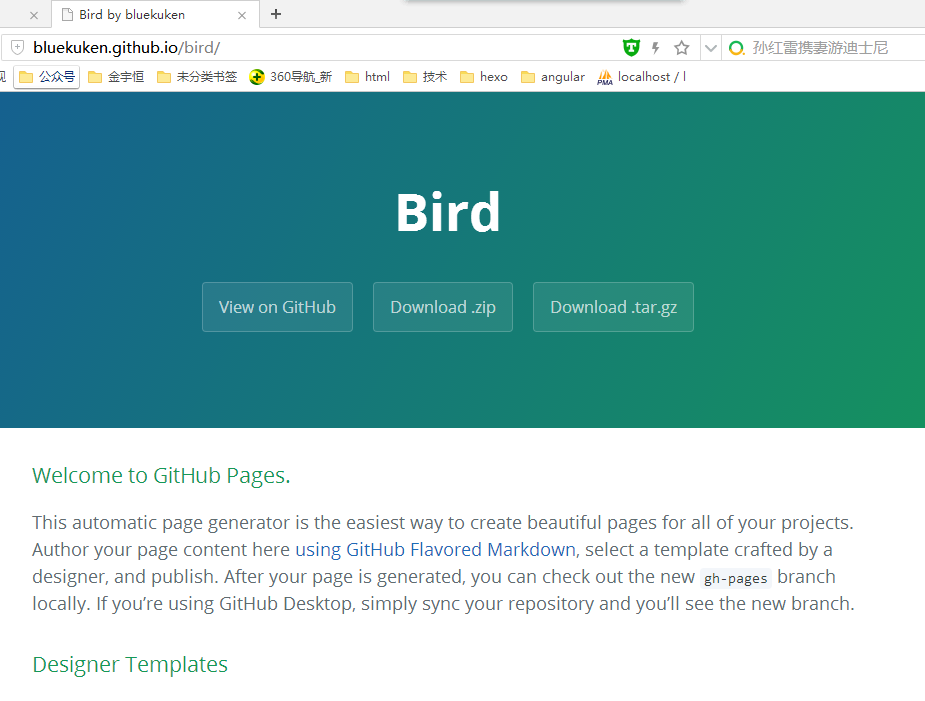 Bird by bluekuken
bluekuken.github.io/bird/
孙红雷携妻游迪士尼
公众号 金宇恒 未分类书签 360导航_新 html 技术 hexo angular PMA localhost / l
Bird
View on GitHub Download .zip Download .tar.gz
Welcome to GitHub Pages.
This automatic page generator is the easiest way to create beautiful pages for all of your projects.
Author your page content here using GitHub Flavored Markdown, select a template crafted by a
designer, and publish. After your page is generated, you can check out the new gh-pages branch
locally. If you’re using GitHub Desktop, simply sync your repository and you’ll see the new branch.
Designer Templates